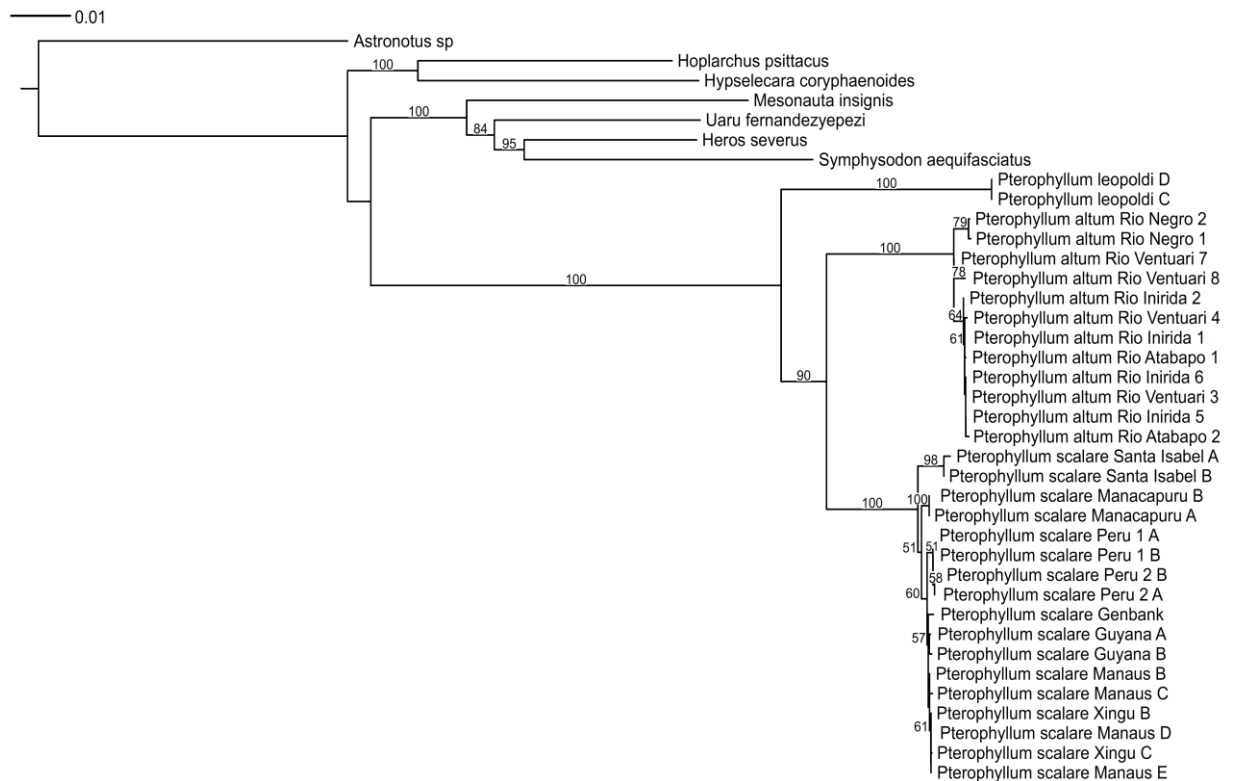 0.01
Astronotus sp
100
Hoplarchus psittacus
Hypselecara coryphaenoides
100
Mesonauta insignis
84
Uaru fernandezyepezi
95
Heros severus
Symphysodon aequifasciatus
100
Pterophyllum leopoldi D
Pterophyllum leopoldi C
79
Pterophyllum altum Rio Negro 2
100
Pterophyllum altum Rio Negro 1
Pterophyllum altum Rio Ventuari 7
78
Pterophyllum altum Rio Ventuari 8
100
Pterophyllum altum Rio Inirida 2
64
Pterophyllum altum Rio Ventuari 4
61
Pterophyllum altum Rio Inirida 1
Pterophyllum altum Rio Atabapo 1
90
Pterophyllum altum Rio Inirida 6
Pterophyllum altum Rio Ventuari 3
Pterophyllum altum Rio Inirida 5
Pterophyllum altum Rio Atabapo 2
98
Pterophyllum scalare Santa Isabel A
Pterophyllum scalare Santa Isabel B
100
100
Pterophyllum scalare Manacapuru B
Pterophyllum scalare Manacapuru A
Pterophyllum scalare Peru 1 A
51
51
Pterophyllum scalare Peru 1 B
58
Pterophyllum scalare Peru 2 B
60
Pterophyllum scalare Peru 2 A
Pterophyllum scalare Genbank
57
Pterophyllum scalare Guyana A
Pterophyllum scalare Guyana B
Pterophyllum scalare Manaus B
Pterophyllum scalare Manaus C
Pterophyllum scalare Xingu B
61
Pterophyllum scalare Manaus D
Pterophyllum scalare Xingu C
Pterophyllum scalare Manaus E